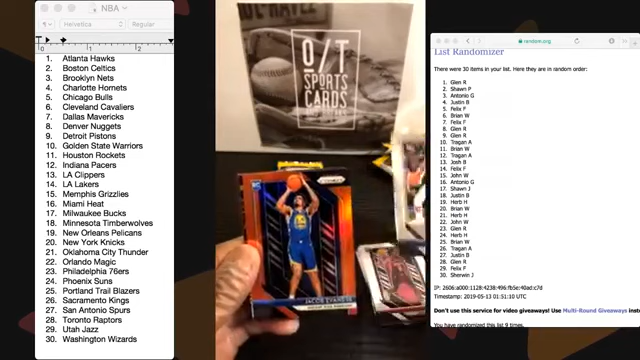 NBA
Helvetica
Regular
0
1
2
1. Atlanta Hawks
2. Boston Celtics
3. Brooklyn Nets
4. Charlotte Hornets
5. Chicago Bulls
6. Cleveland Cavaliers
7. Dallas Mavericks
8. Denver Nuggets
9. Detroit Pistons
10. Golden State Warriors
11. Houston Rockets
12. Indiana Pacers
13. LA Clippers
14. LA Lakers
15. Memphis Grizzlies
16. Miami Heat
17. Milwaukee Bucks
18. Minnesota Timberwolves
19. New Orleans Pelicans
20. New York Knicks
21. Oklahoma City Thunder
22. Orlando Magic
23. Philadelphia 76ers
24. Phoenix Suns
25. Portland Trail Blazers
26. Sacramento Kings
27. San Antonio Spurs
28. Toronto Raptors
29. Utah Jazz
30. Washington Wizards
O/T
SPORTS
CARDS
RC
PRIZM
JACOB EVANS III
random.org
List Randomizer
There were 30 items in your list. Here they are in random order:
1. Glen R
2. Shawn P
3. Antonio G
4. Justin B
5. Felix F
6. Brian W
7. Felix F
8. Glen R
9. Glen R
10. Tragan A
11. Brian W
12. Tragan A
13. Josh B
14. Felix F
15. John W
16. Antonio G
17. Shawn J
18. Justin B
19. Herb H
20. Brian W
21. Herb H
22. John W
23. Glen R
24. Herb H
25. Brian W
26. Tragan A
27. Justin B
28. Glen R
29. Felix F
30. Sherwin J
Timestamp: 2019-05-13 01:51:10 UTC
Don't use this service for video giveaways! Use Multi-Round Giveaways
You have randomized this list 9 times.